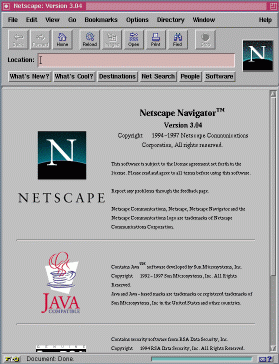 Netscape: Version 3.04
File Edit View Go Bookmarks Options Directory Window Help
Home Reload Open Print Find
Location:
What's New? What's Cool? Destinations Net Search People Software
N
Netscape Navigator™
Version 3.04
Copyright 1994-1997 Netscape Communications
Corporation, All rights reserved.
This software is subject to the license agreement set forth in the
license. Please read and agree to all terms before using this software.
Report any problems through the feedback page.
NETSCAPE
Netscape Communications, Netscape, Netscape Navigator and the
Netscape Communications logo are trademarks of Netscape
Communications Corporation.
Contains Java™ software developed by Sun Microsystems, Inc.
Copyright 1992-1997 Sun Microsystems, Inc. All Rights
Reserved.
Java and Java-based marks are trademarks or registered trademarks of
Sun Microsystems, Inc. in the United States and other countries.
JAVA
COMPATIBLE
Contains security software from RSA Data Security, Inc.
Copyright 1994 RSA Data Security, Inc. All Rights
Document: Done.